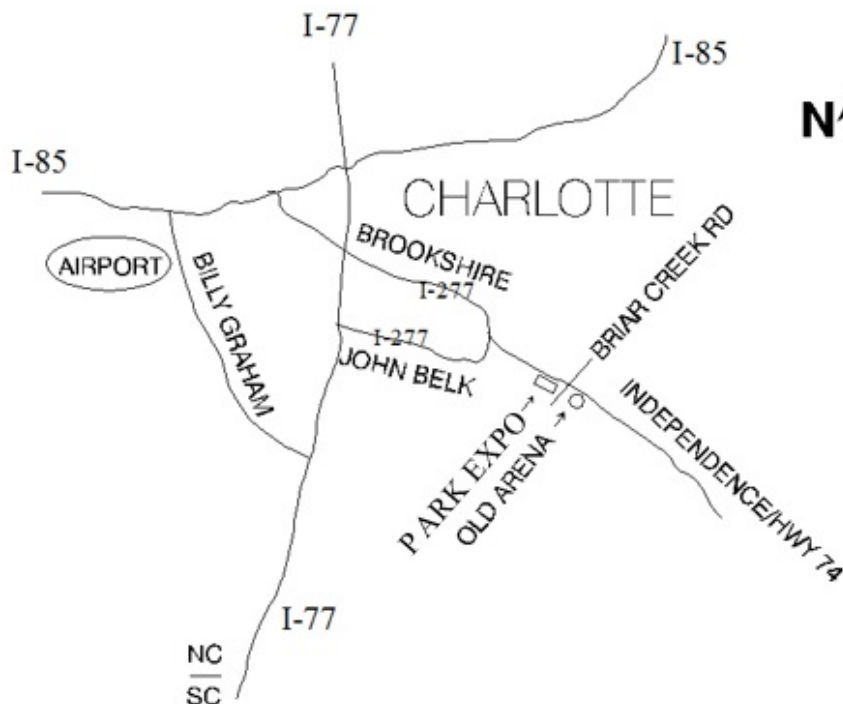 I-77
I-85
N
I-85
CHARLOTTE
AIRPORT
BILLY GRAHAM
BROOKSHIRE
I-277
I-277
JOHN BELK
BRIAR CREEK RD
PARK EXPO→
OLD ARENA →
INDEPENDENCE/HWY 74
I-77
NC
SC